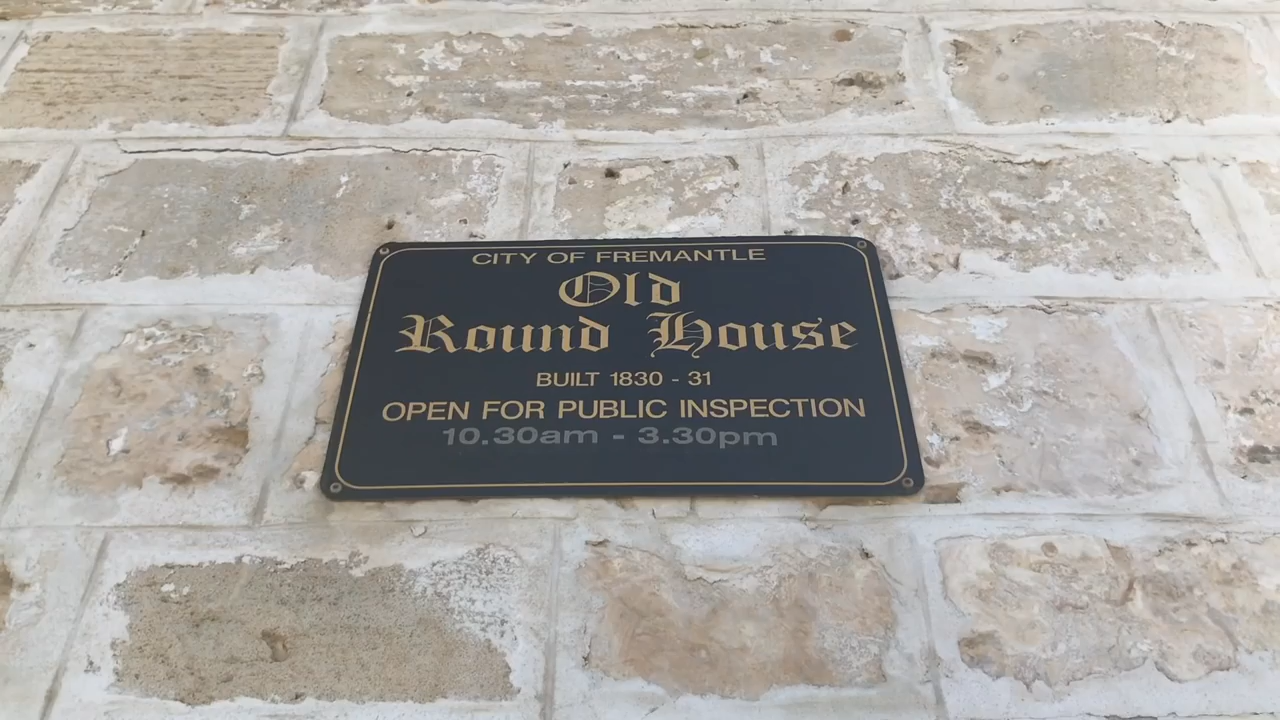 CITY OF FREMANTLE
Old
Round House
BUILT 1830 - 31
OPEN FOR PUBLIC INSPECTION
10.30am - 3.30pm